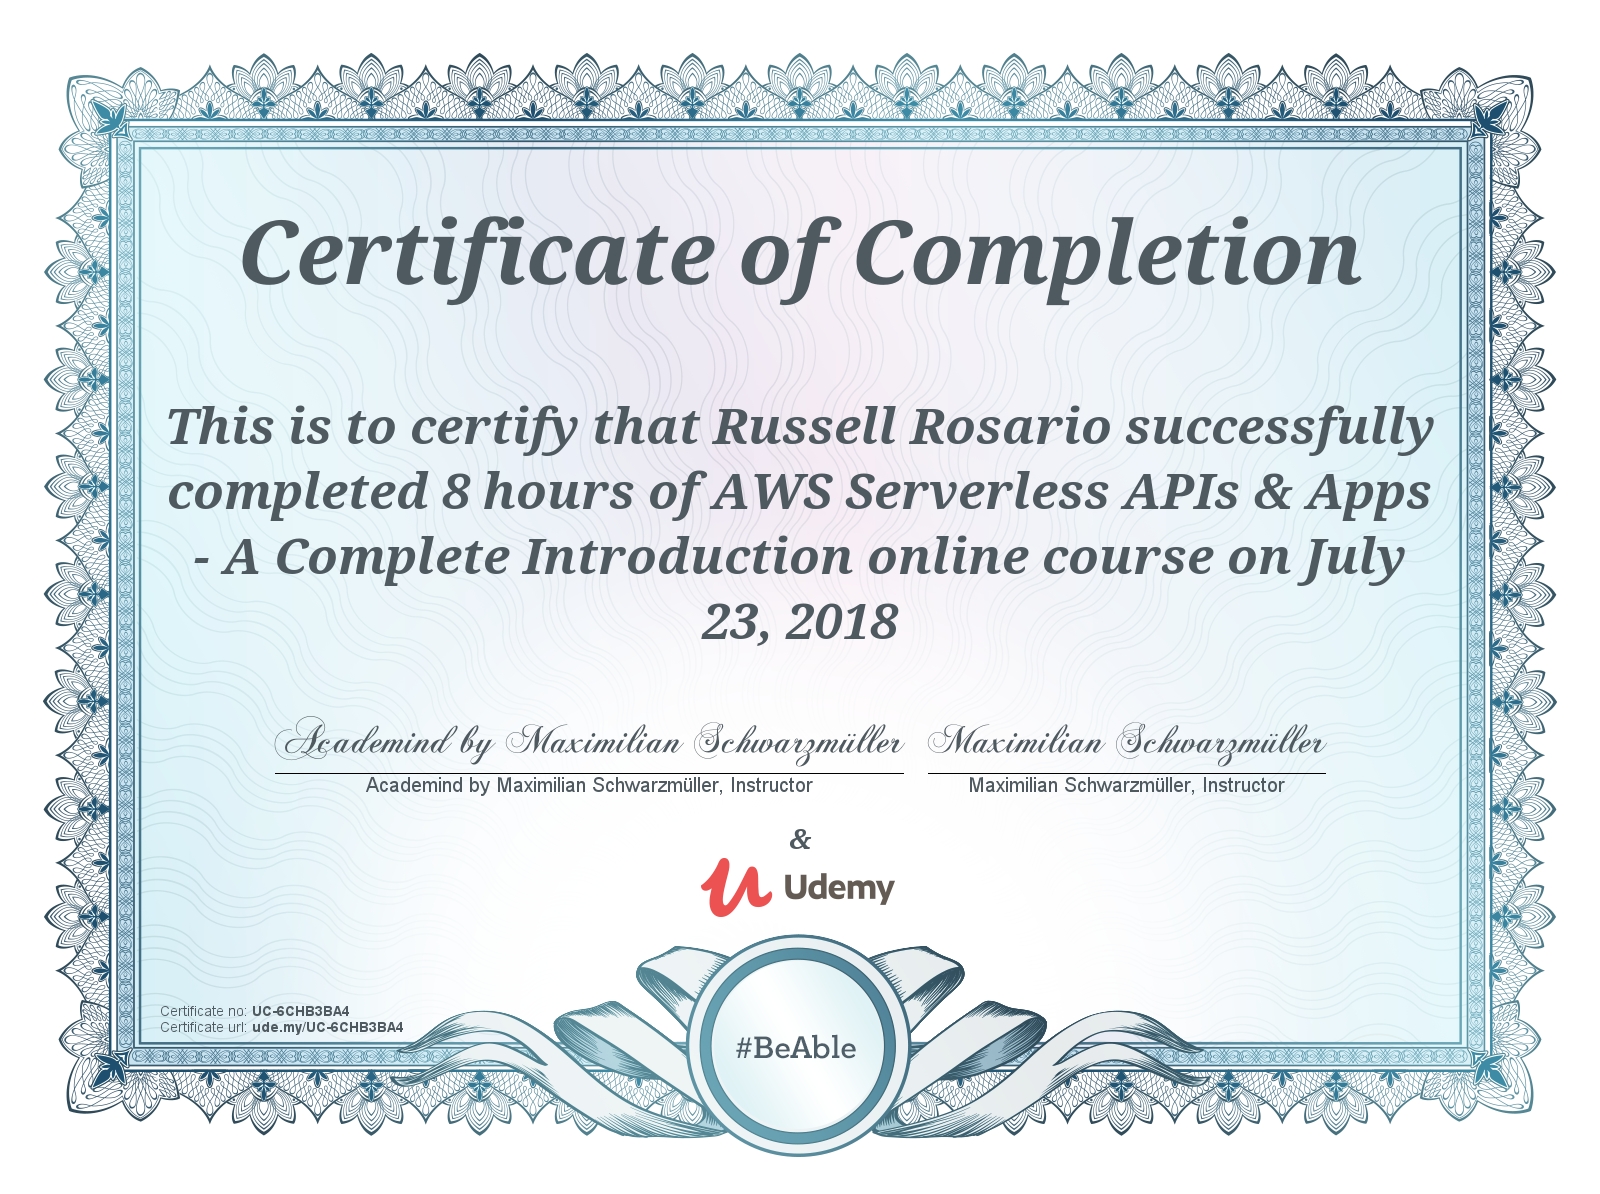 Certificate of Completion
This is to certify that Russell Rosario successfully
completed 8 hours of AWS Serverless APIs & Apps
- A Complete Introduction online course on July
23, 2018
Academind by Maximilian Schwarzmüller
Academind by Maximilian Schwarzmüller, Instructor
Maximilian Schwarzmüller
Maximilian Schwarzmüller, Instructor
&
Udemy
Certificate no: UC-6CHB3BA4
Certificate url: ude.my/UC-6CHB3BA4
#BeAble